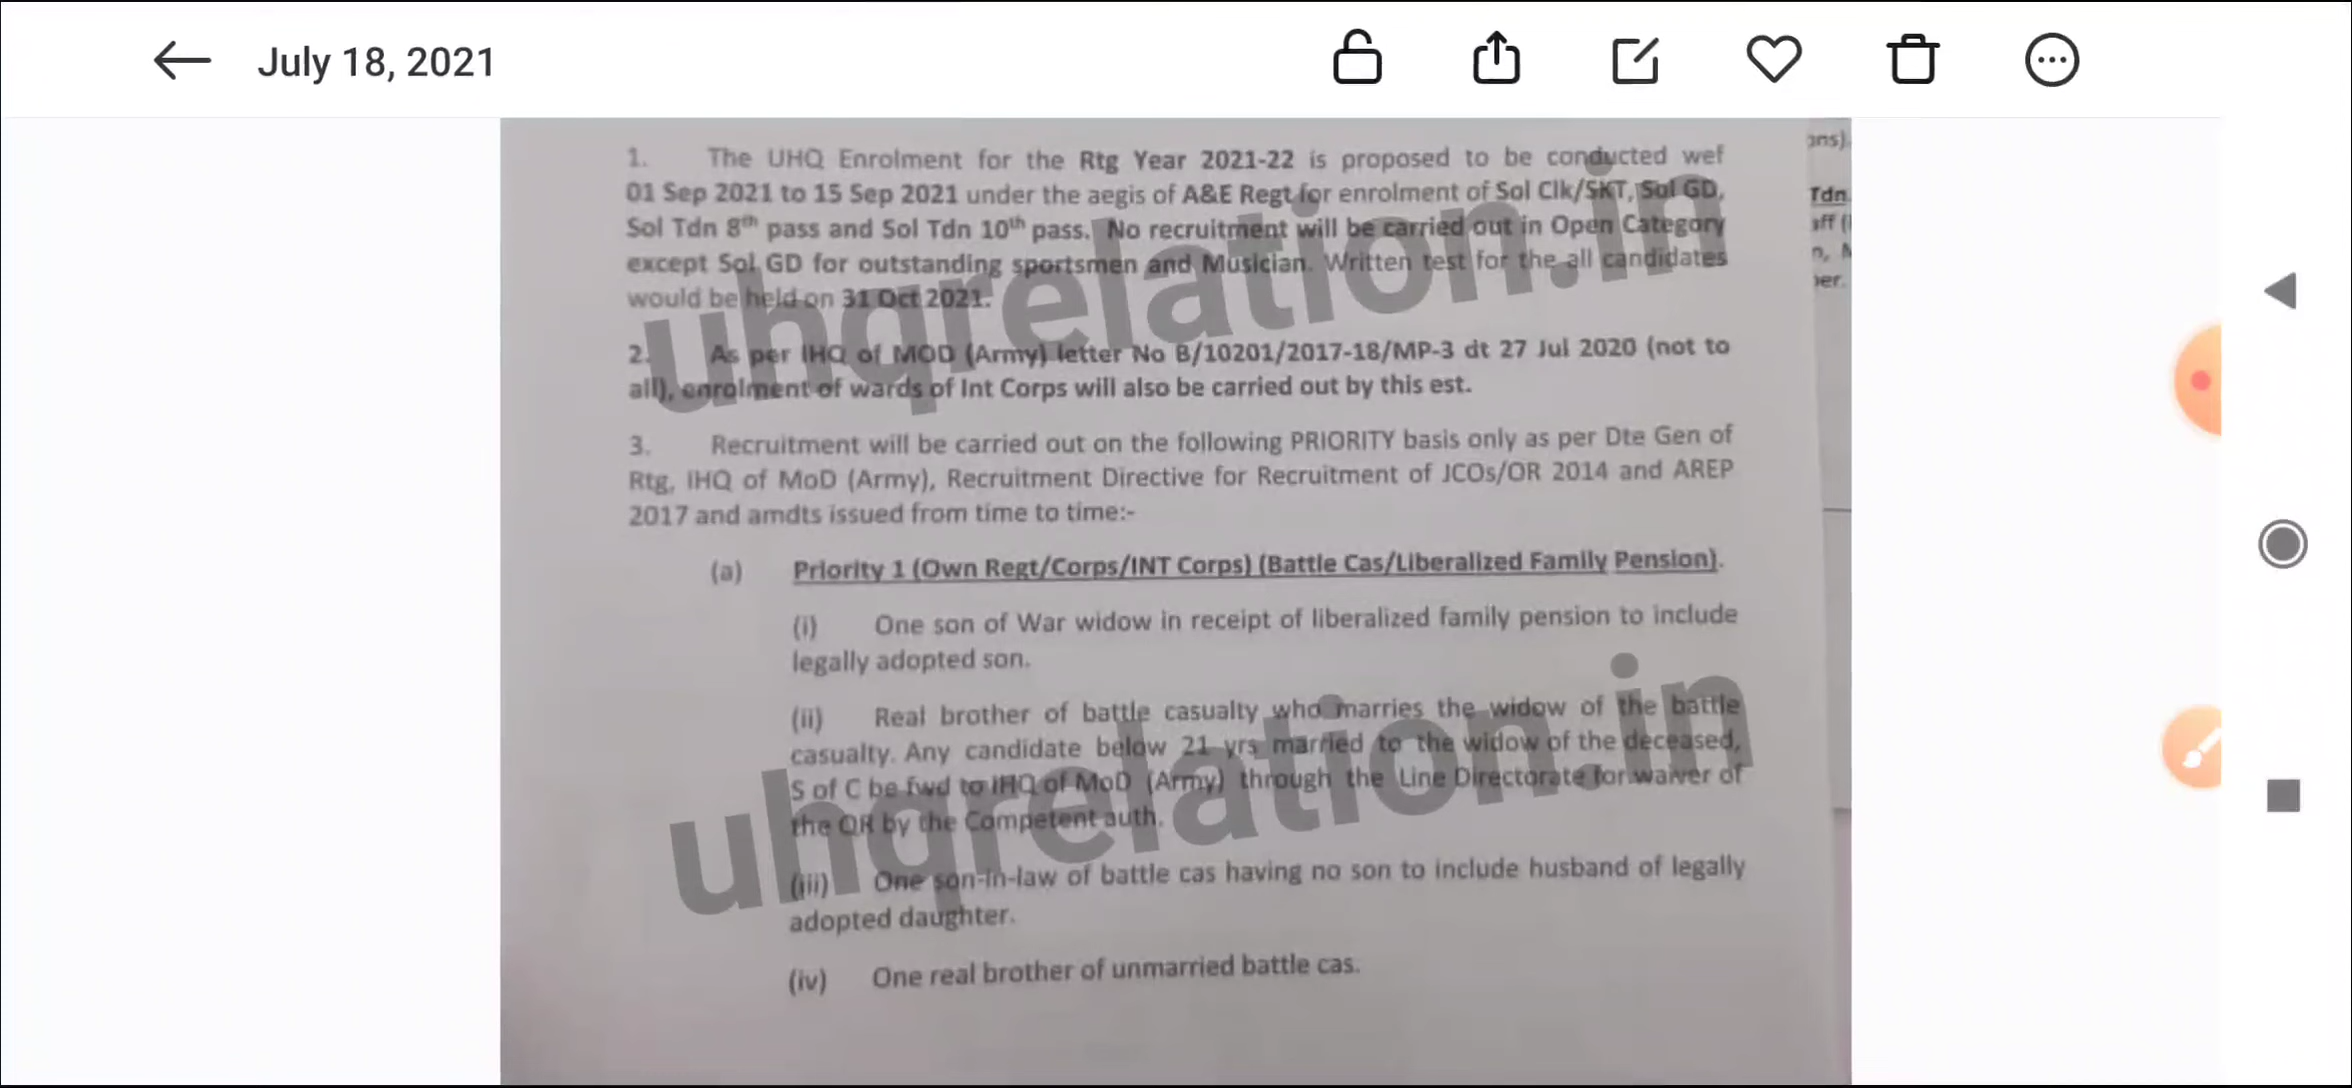 July 18, 2021
1. The UHQ Enrolment for the Rtg Year 2021-22 is proposed to be conducted wef
01 Sep 2021 to 15 Sep 2021 under the aegis of A&E Regt for enrolment of Sol Clk/SKT, Sol GD,
Sol Tdn 8th pass and Sol Tdn 10th pass. No recruitment will be carried out in Open Category
except Sol GD for outstanding sportsmen and Musician. Written test for the all candidates
would be held on 31 Oct 2021.
2. As per IHQ of MOD (Army) letter No B/10201/2017-18/MP-3 dt 27 Jul 2020 (not to
all), enrolment of wards of Int Corps will also be carried out by this est.
3. Recruitment will be carried out on the following PRIORITY basis only as per Dte Gen of
Rtg, IHQ of MoD (Army), Recruitment Directive for Recruitment of JCOs/OR 2014 and AREP
2017 and amdts issued from time to time:-
(a) Priority 1 (Own Regt/Corps/INT Corps) (Battle Cas/Liberalized Family Pension).
(i) One son of War widow in receipt of liberalized family pension to include
legally adopted son.
(ii) Real brother of battle casualty who marries the widow of the battle
casualty. Any candidate below 21 yrs married to the widow of the deceased,
S of C be fwd to IHQ of MoD (Army) through the Line Directorate for waiver of
the QR by the Competent auth.
(iii) One son-in-law of battle cas having no son to include husband of legally
adopted daughter.
(iv) One real brother of unmarried battle cas.
uhqrelation.in
uhqrelation.in
ons).
Tdn